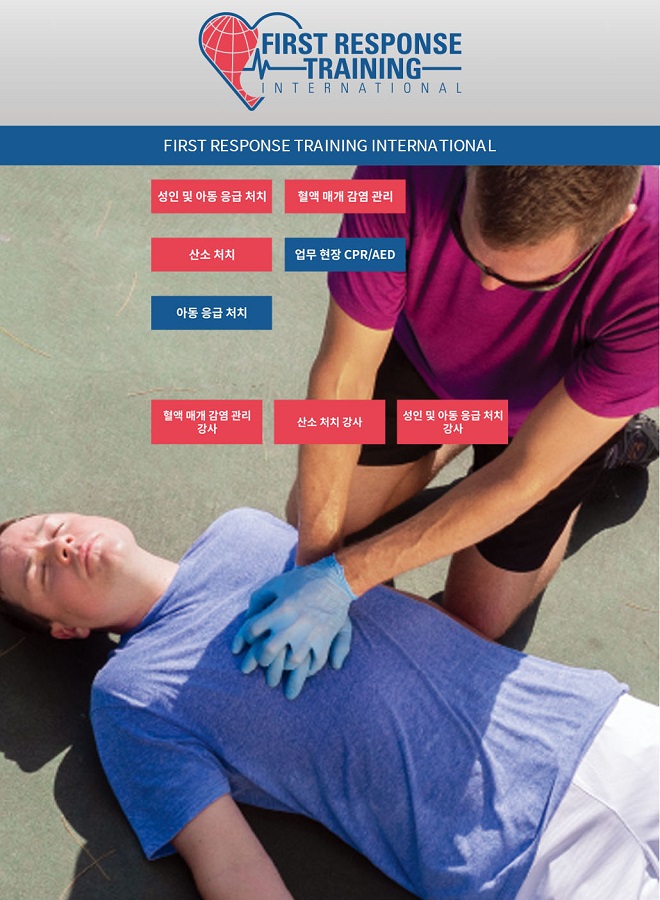 FIRST RESPONSE
TRAINING
INTERNATIONAL
FIRST RESPONSE TRAINING INTERNATIONAL
성인 및 아동 응급 처치
혈액 매개 감염 관리
산소 처치
업무 현장 CPR/AED
아동 응급 처치
혈액 매개 감염 관리
강사
산소 처치 강사
성인 및 아동 응급 처치
강사